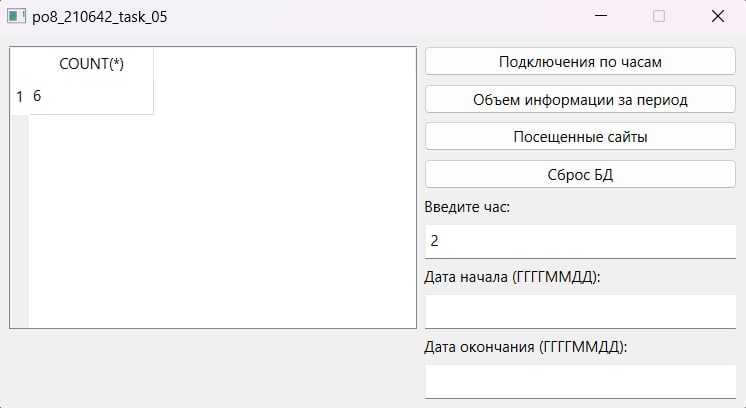 po8_210642_task_05
COUNT(*)
1 6
Подключения по часам
Объем информации за период
Посещенные сайты
Сброс БД
Введите час:
2
Дата начала (ГГГГММДД):
Дата окончания (ГГГГММДД):